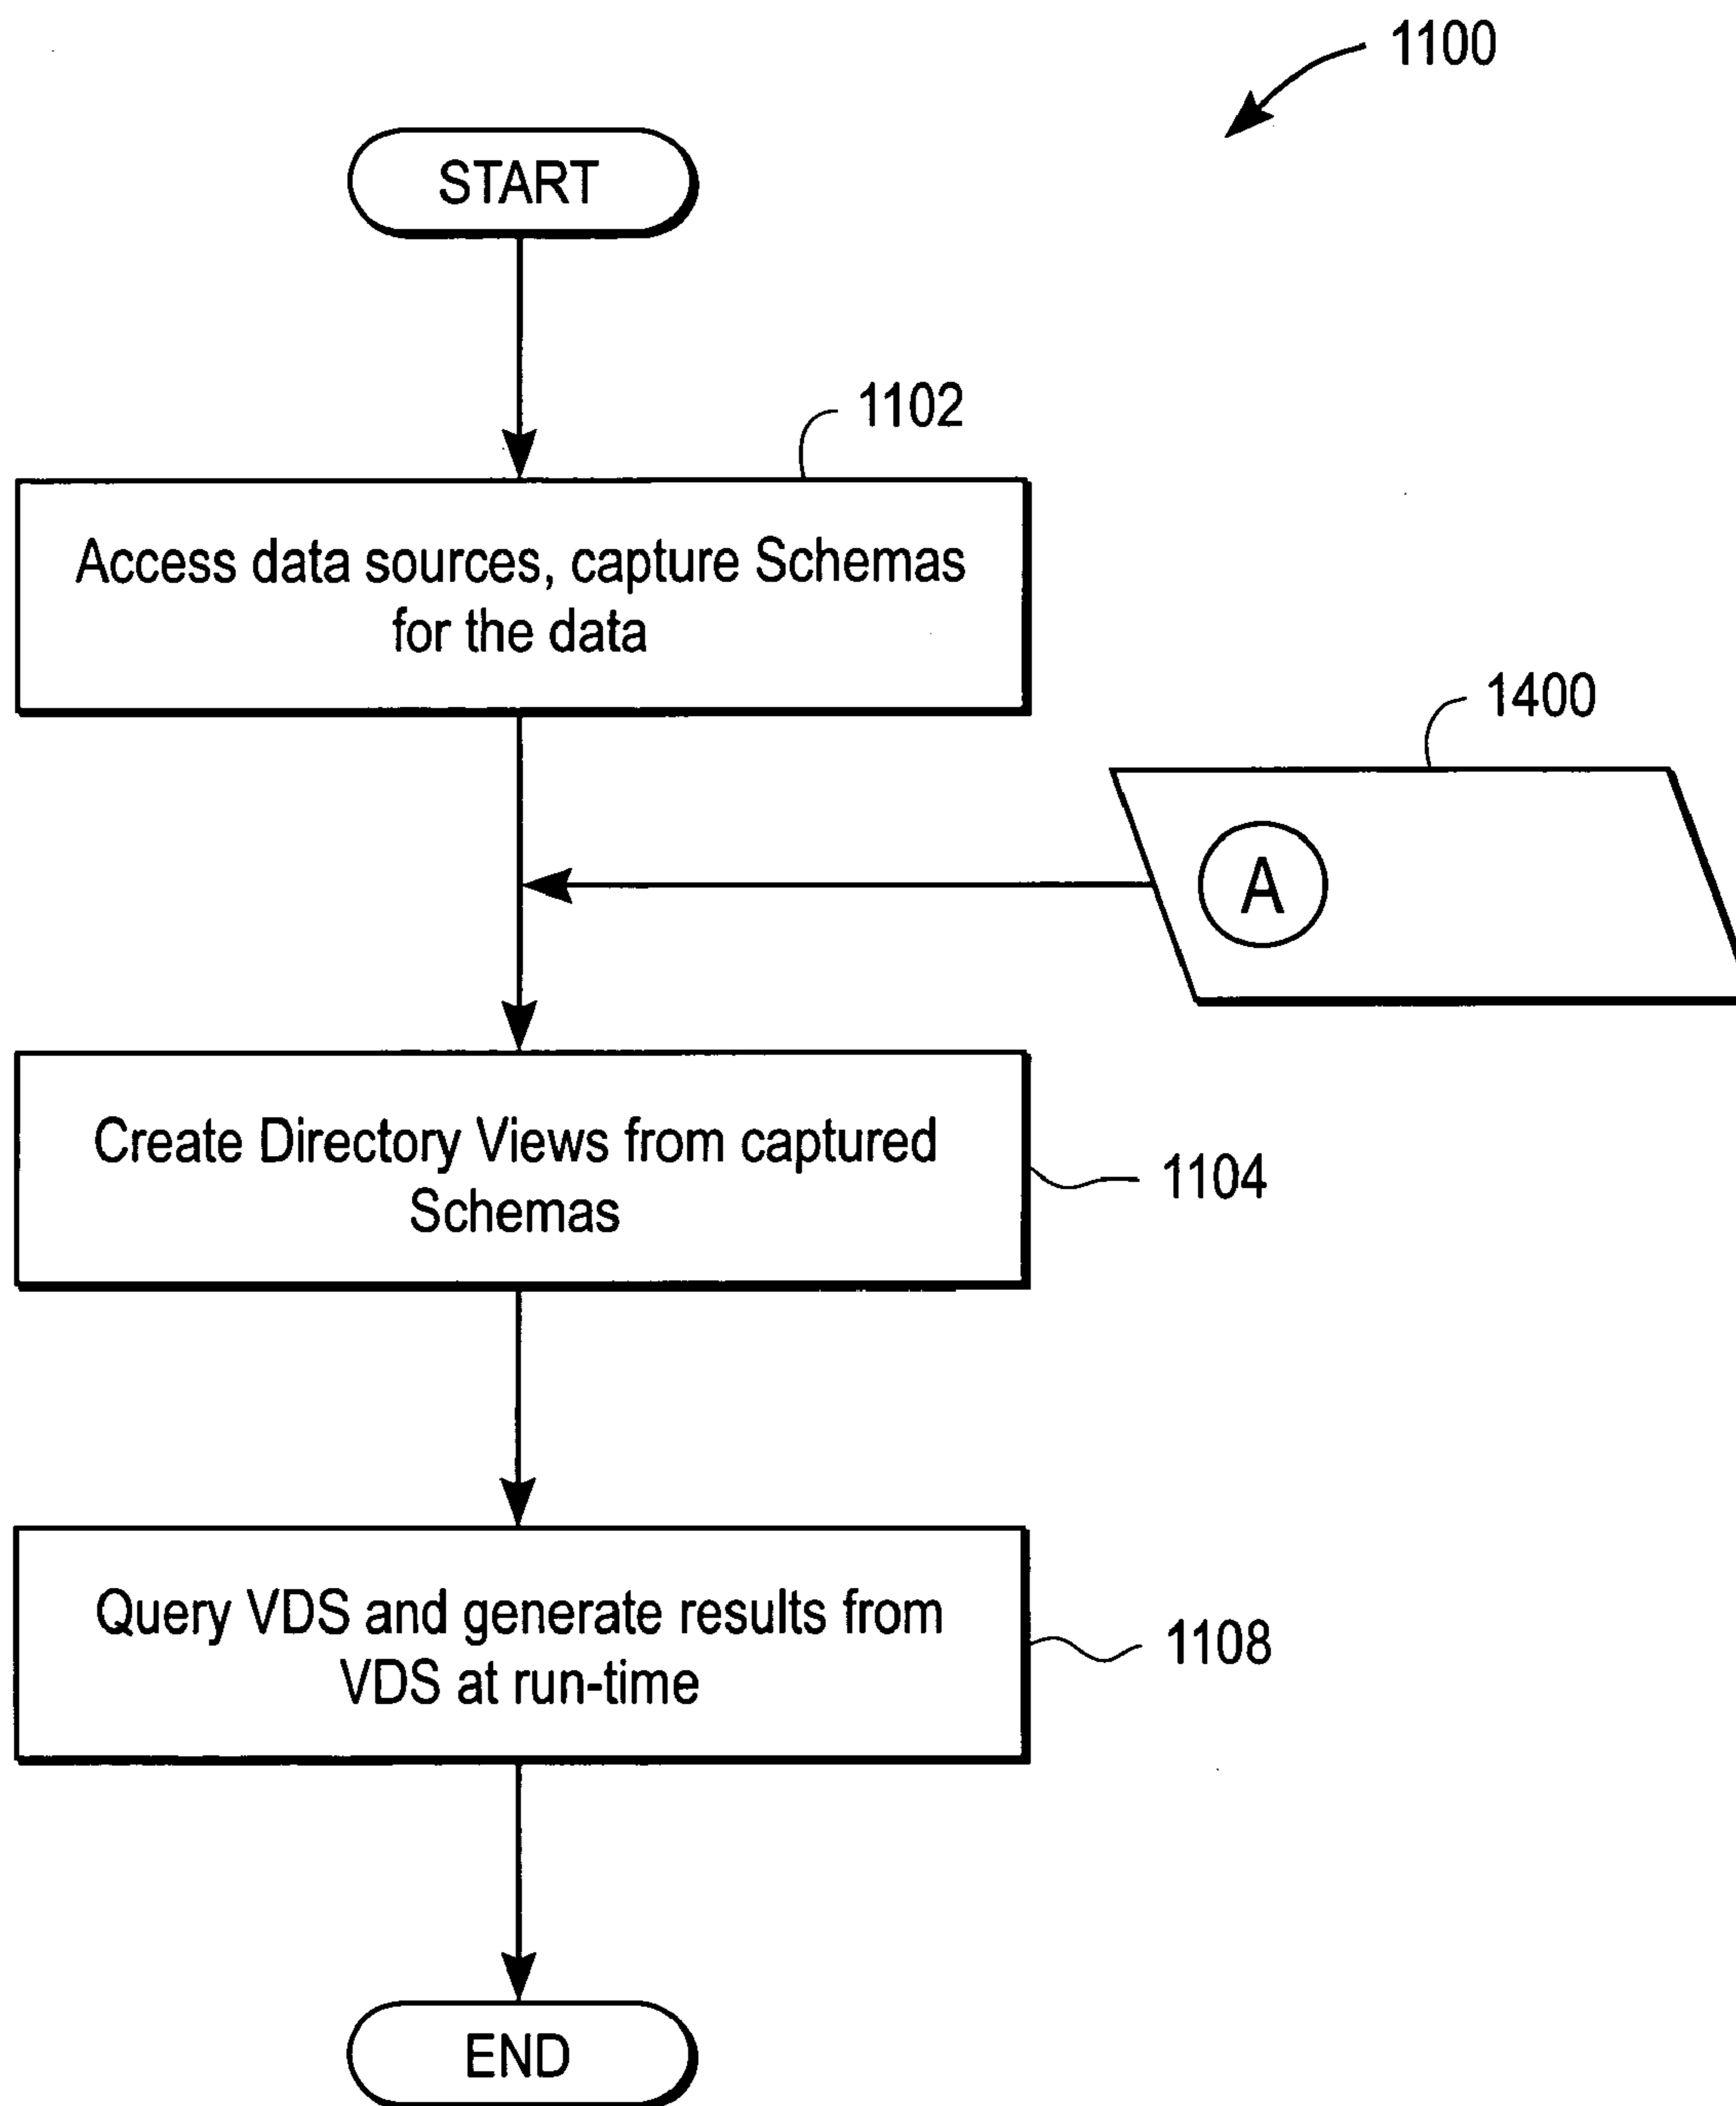 1100
START
1102
Access data sources, capture Schemas
for the data
1400
A
Create Directory Views from captured
Schemas
1104
Query VDS and generate results from
VDS at run-time
1108
END